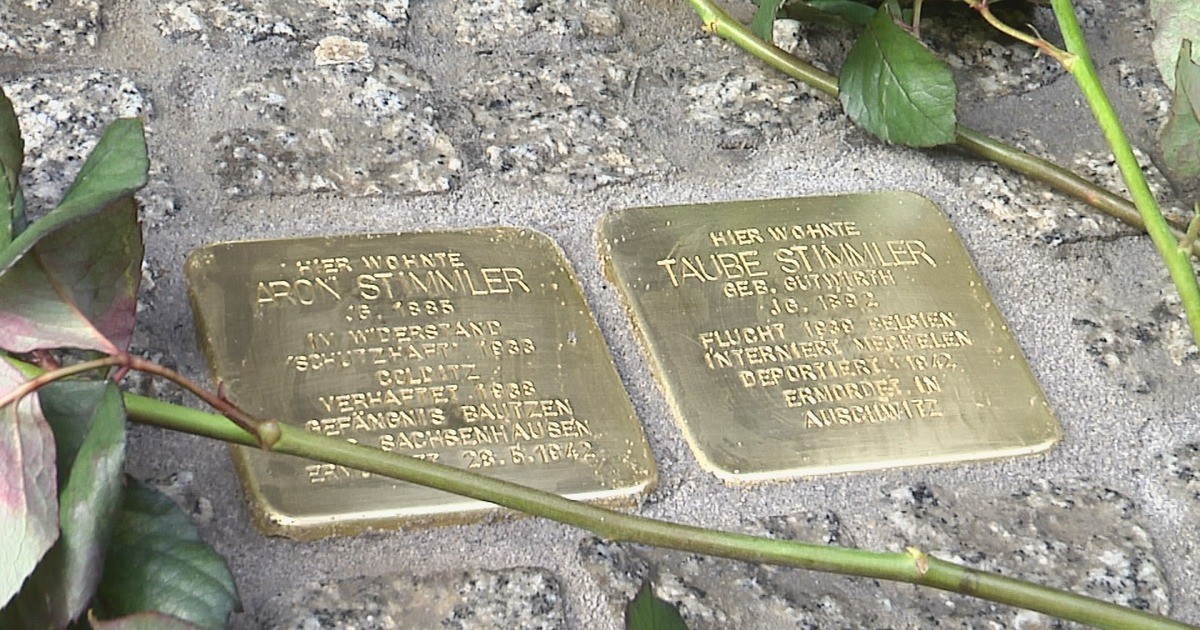 HIER WOHNTE
ARON STIMMLER
JG. 1885
IM WIDERSTAND
"SCHUTZHAFT" 1933
COLDITZ
VERHAFTET 1938
GEFÄNGNIS BAUTZEN
SACHSENHAUSEN
28.5.1942
HIER WOHNTE
TAUBE STIMMLER
GEB. GUTWIRTH
JG. 1892
FLUCHT 1939 BELGIEN
INTERNIERT MECHELEN
DEPORTIERT 1942
ERMORDET IN
AUSCHWITZ